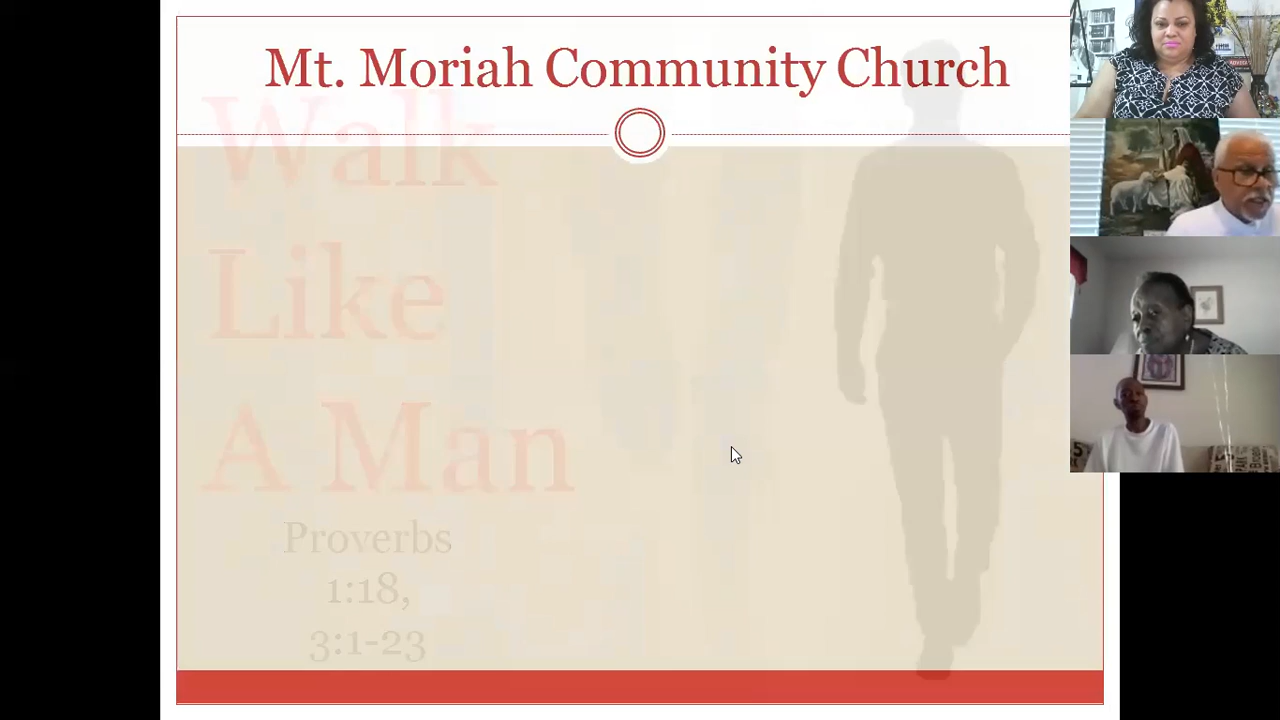 Mt. Moriah Community Church
Walk
Like
A Man
Proverbs
1:18,
3:1-23